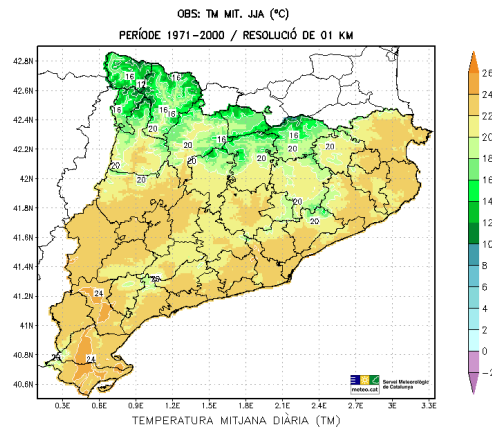 OBS: TM MIT. JJA (ºC)
PERÍODE 1971-2000 / RESOLUCIÓ DE 01 KM
42.8N
42.6N
42.4N
42.2N
42N
41.8N
41.6N
41.4N
41.2N
41N
40.8N
40.6N
0.3E 0.6E 0.9E 1.2E 1.5E 1.8E 2.1E 2.4E 2.7E 3E 3.3E
16 16
12
16 16
16
20 16 16
20 20 20
20 20 20
20
20
20
20
24
24
26
24
22
20
18
16
14
12
10
8
6
4
2
0
-2
meteo.cat
Servei Meteorològic
de Catalunya
TEMPERATURA MITJANA DIÀRIA (TM)